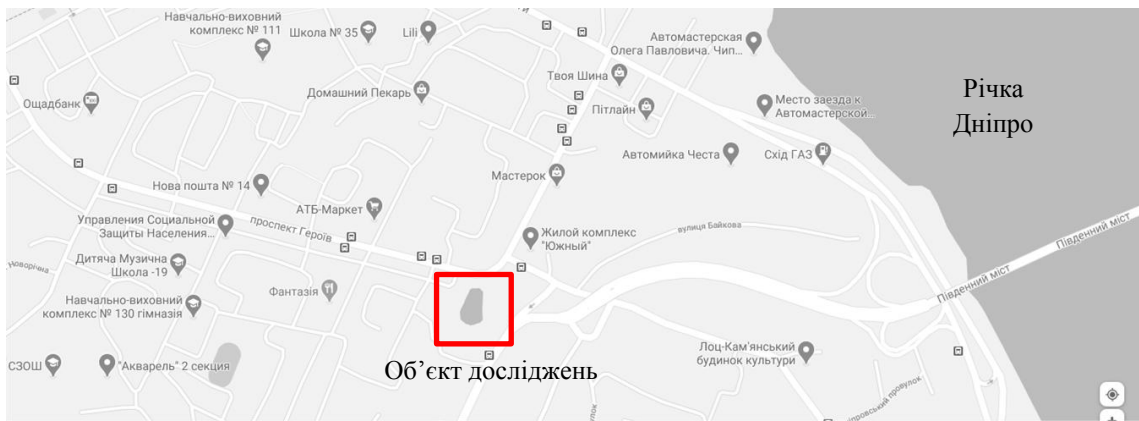 Навчально-виховний
комплекс № 111
Школа № 35
Lili
Автомастерская
Олега Павловича. Чип...
Твоя Шина
Ощадбанк
Домашний Пекарь
Пітлайн
Место заезда к
Автомастерской...
Річка
Дніпро
Автомийка Честа
Схід ГАЗ
Мастерок
Нова пошта № 14
АТБ-Маркет
Управления Социальной
Защиты Населения...
проспект Героїв
Жилой комплекс
"Южный"
вулиця Байкова
Південний міст
Дитяча Музична
Школа -19
Новорічна
Фантазія
Південний міст
Навчально-виховний
комплекс № 130 гімназія
Лоц-Кам'янський
будинок культури
СЗОШ
"Акварель" 2 секция
Об’єкт досліджень